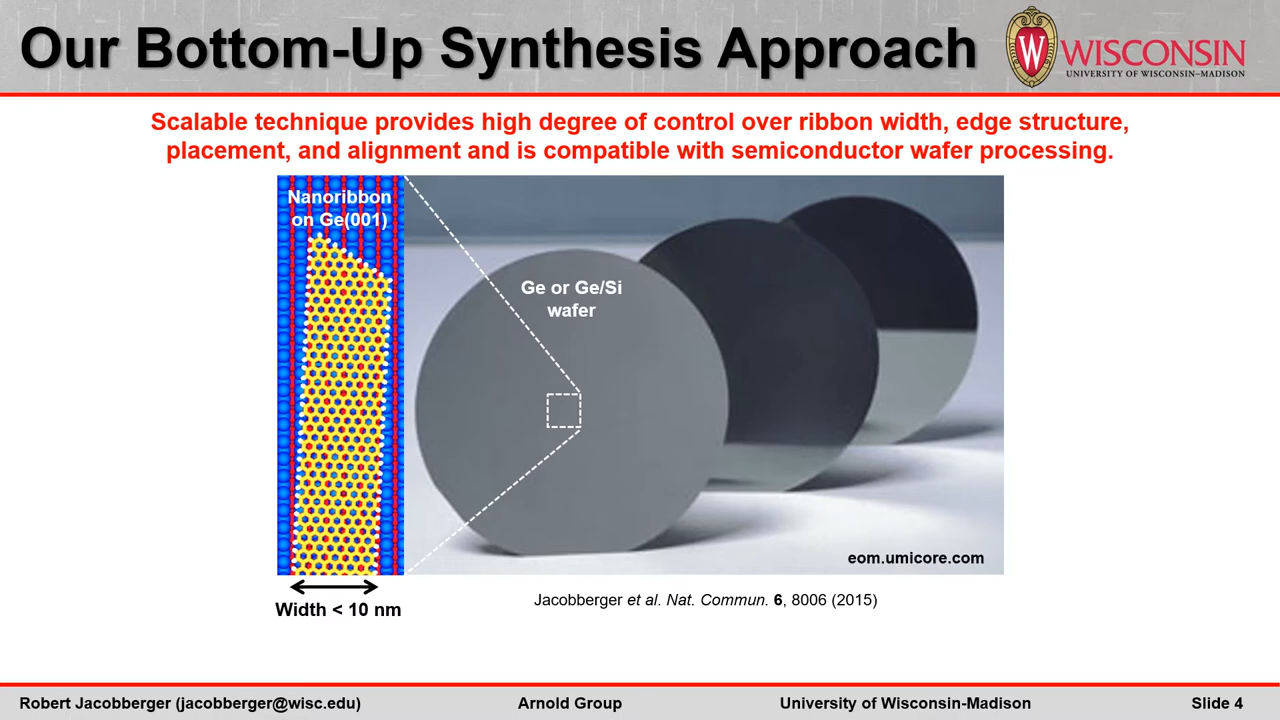 Our Bottom-Up Synthesis Approach
W WISCONSIN
UNIVERSITY OF WISCONSIN–MADISON
Scalable technique provides high degree of control over ribbon width, edge structure,
placement, and alignment and is compatible with semiconductor wafer processing.
Nanoribbon
on Ge(001)
Ge or Ge/Si
wafer
eom.umicore.com
Width < 10 nm
Jacobberger et al. Nat. Commun. 6, 8006 (2015)
Robert Jacobberger (jacobberger@wisc.edu) Arnold Group University of Wisconsin-Madison Slide 4